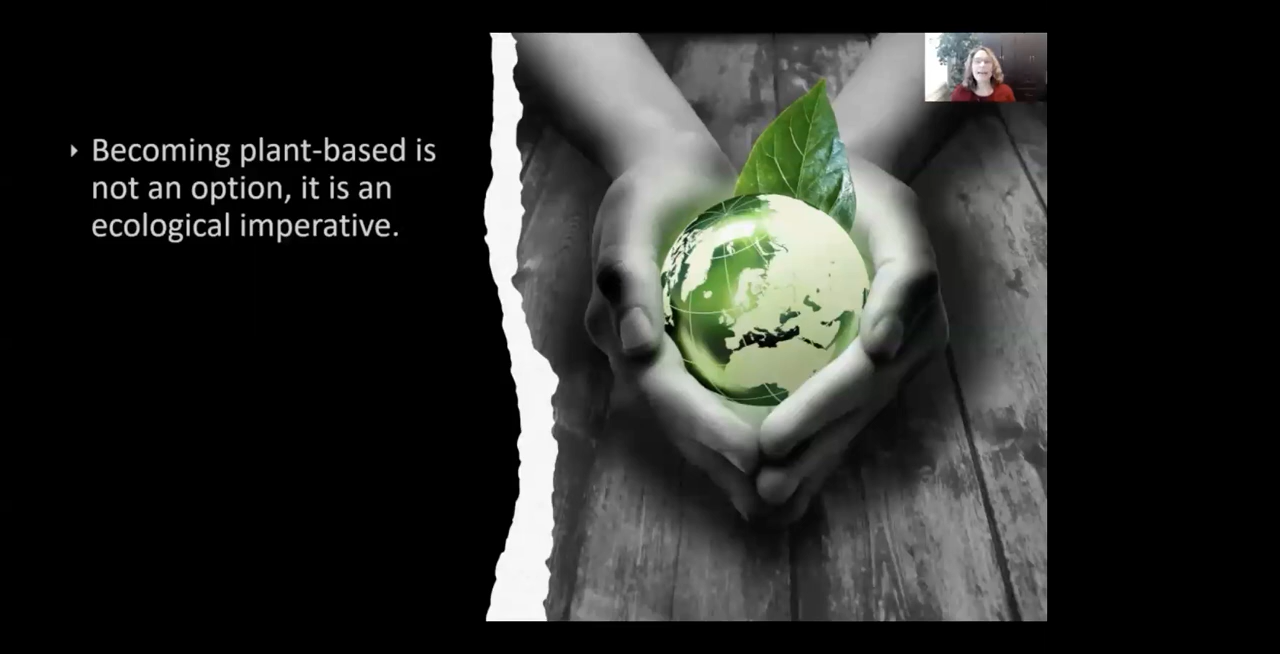 Becoming plant-based is
not an option, it is an
ecological imperative.